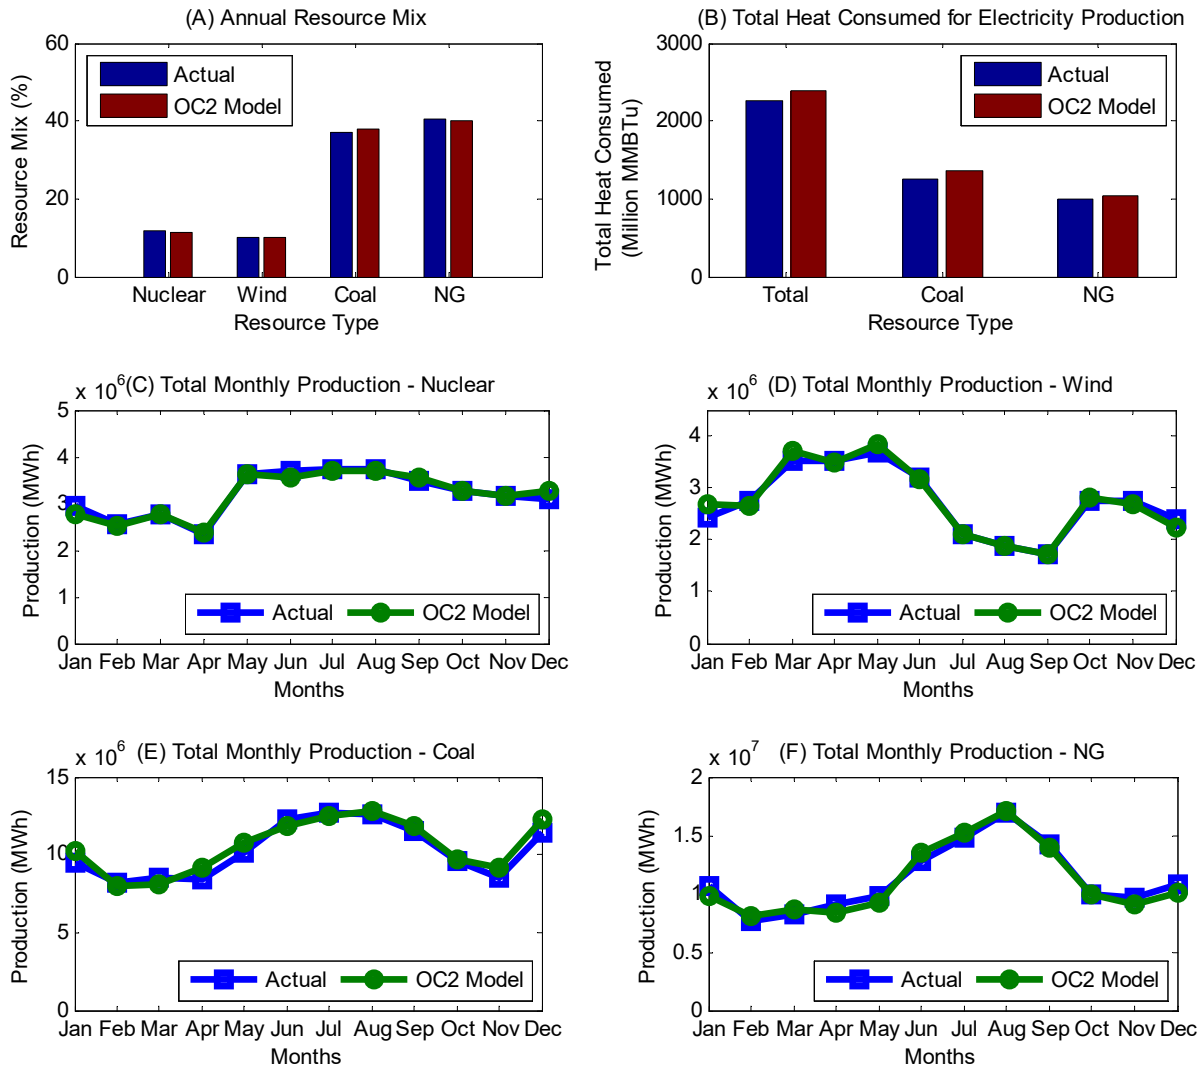 (A) Annual Resource Mix
60
40
20
0
Resource Mix (%)
Actual
OC2 Model
Nuclear Wind Coal NG
Resource Type
(B) Total Heat Consumed for Electricity Production
3000
2000
1000
0
Total Heat Consumed
(Million MMBTu)
Actual
OC2 Model
Total Coal NG
Resource Type
x 10^6 (C) Total Monthly Production - Nuclear
5
4
3
2
1
0
Production (MWh)
Actual OC2 Model
Jan Feb Mar Apr May Jun Jul Aug Sep Oct Nov Dec
Months
x 10^6 (D) Total Monthly Production - Wind
4
3
2
1
0
Production (MWh)
Actual OC2 Model
Jan Feb Mar Apr May Jun Jul Aug Sep Oct Nov Dec
Months
x 10^6 (E) Total Monthly Production - Coal
15
10
5
0
Production (MWh)
Actual OC2 Model
Jan Feb Mar Apr May Jun Jul Aug Sep Oct Nov Dec
Months
x 10^7 (F) Total Monthly Production - NG
2
1.5
1
0.5
0
Production (MWh)
Actual OC2 Model
Jan Feb Mar Apr May Jun Jul Aug Sep Oct Nov Dec
Months